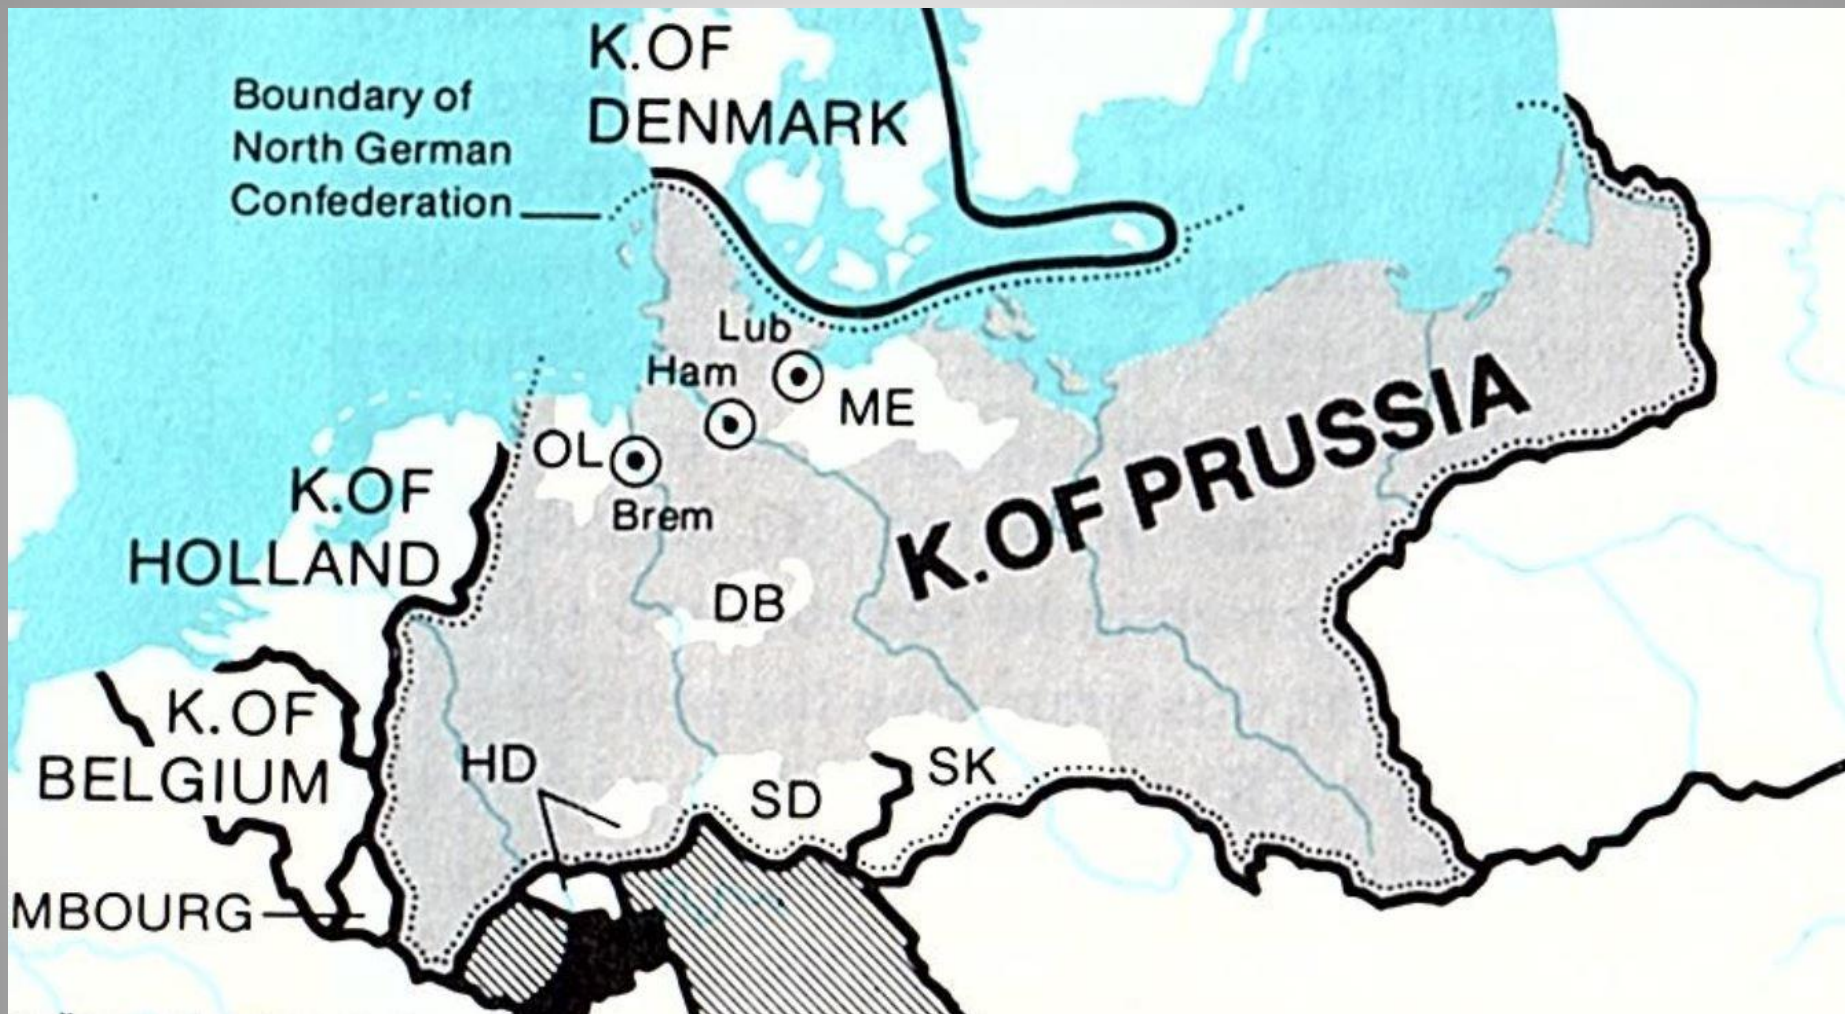 K.OF
DENMARK
Boundary of
North German
Confederation
Lub
Ham
ME
OL
Brem
K.OF
HOLLAND
K.OF PRUSSIA
DB
K.OF
BELGIUM
HD
SD
SK
MBOURG